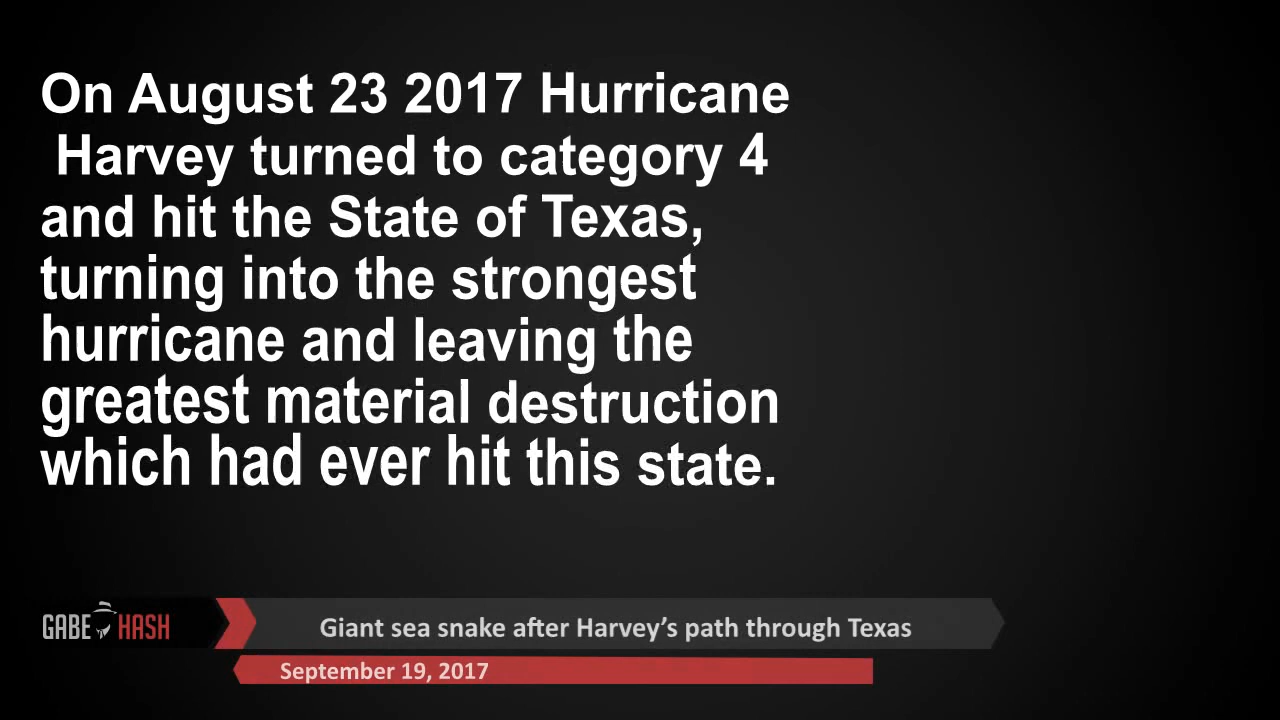 On August 23 2017 Hurricane
Harvey turned to category 4
and hit the State of Texas,
turning into the strongest
hurricane and leaving the
greatest material destruction
which had ever hit this state.
GABE HASH
Giant sea snake after Harvey’s path through Texas
September 19, 2017